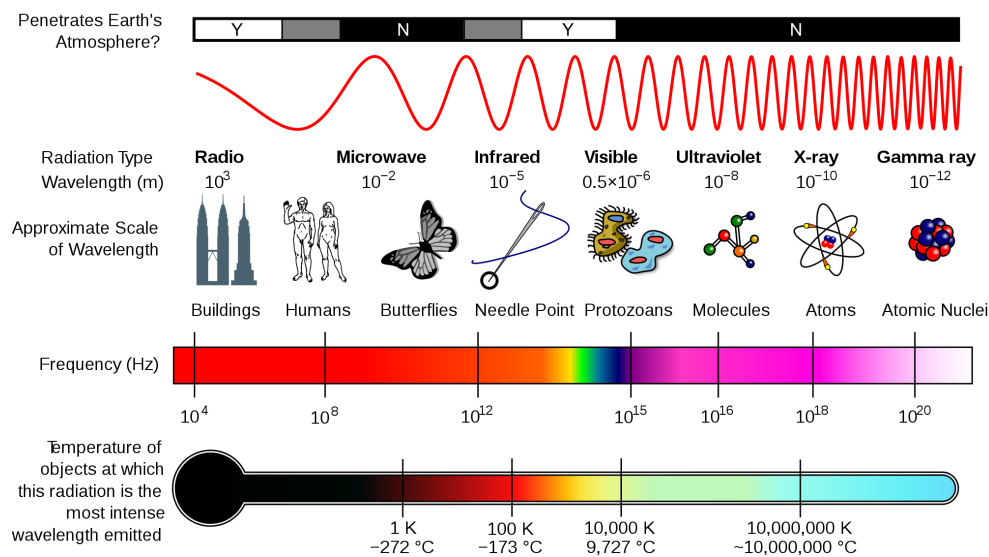 Penetrates Earth's
Atmosphere?
Y N Y N
Radiation Type Radio Microwave Infrared Visible Ultraviolet X-ray Gamma ray
Wavelength (m) 10³ 10⁻² 10⁻⁵ 0.5×10⁻⁶ 10⁻⁸ 10⁻¹⁰ 10⁻¹²
Approximate Scale
of Wavelength
Buildings Humans Butterflies Needle Point Protozoans Molecules Atoms Atomic Nuclei
Frequency (Hz)
10⁴ 10⁸ 10¹² 10¹⁵ 10¹⁶ 10¹⁸ 10²⁰
Temperature of
objects at which
this radiation is the
most intense
wavelength emitted
1 K 100 K 10,000 K 10,000,000 K
−272 °C −173 °C 9,727 °C ~10,000,000 °C